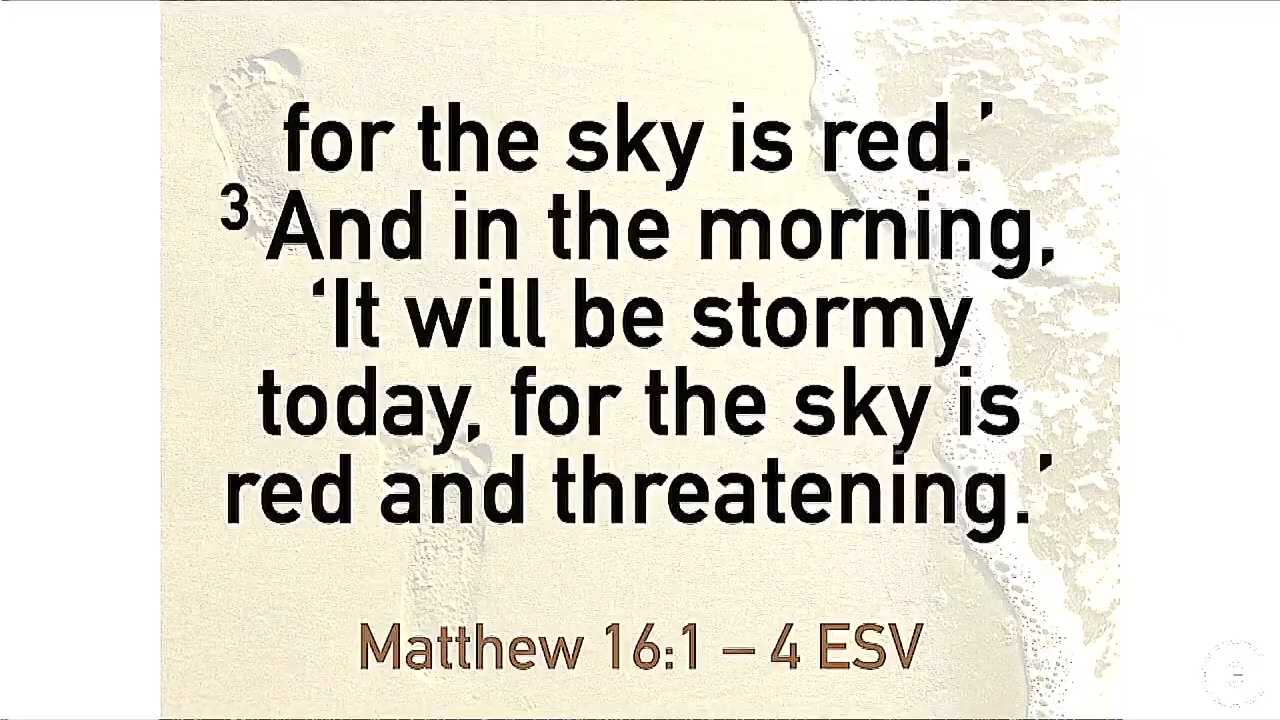 for the sky is red.’
³ And in the morning,
‘It will be stormy
today, for the sky is
red and threatening.’
Matthew 16:1 – 4 ESV